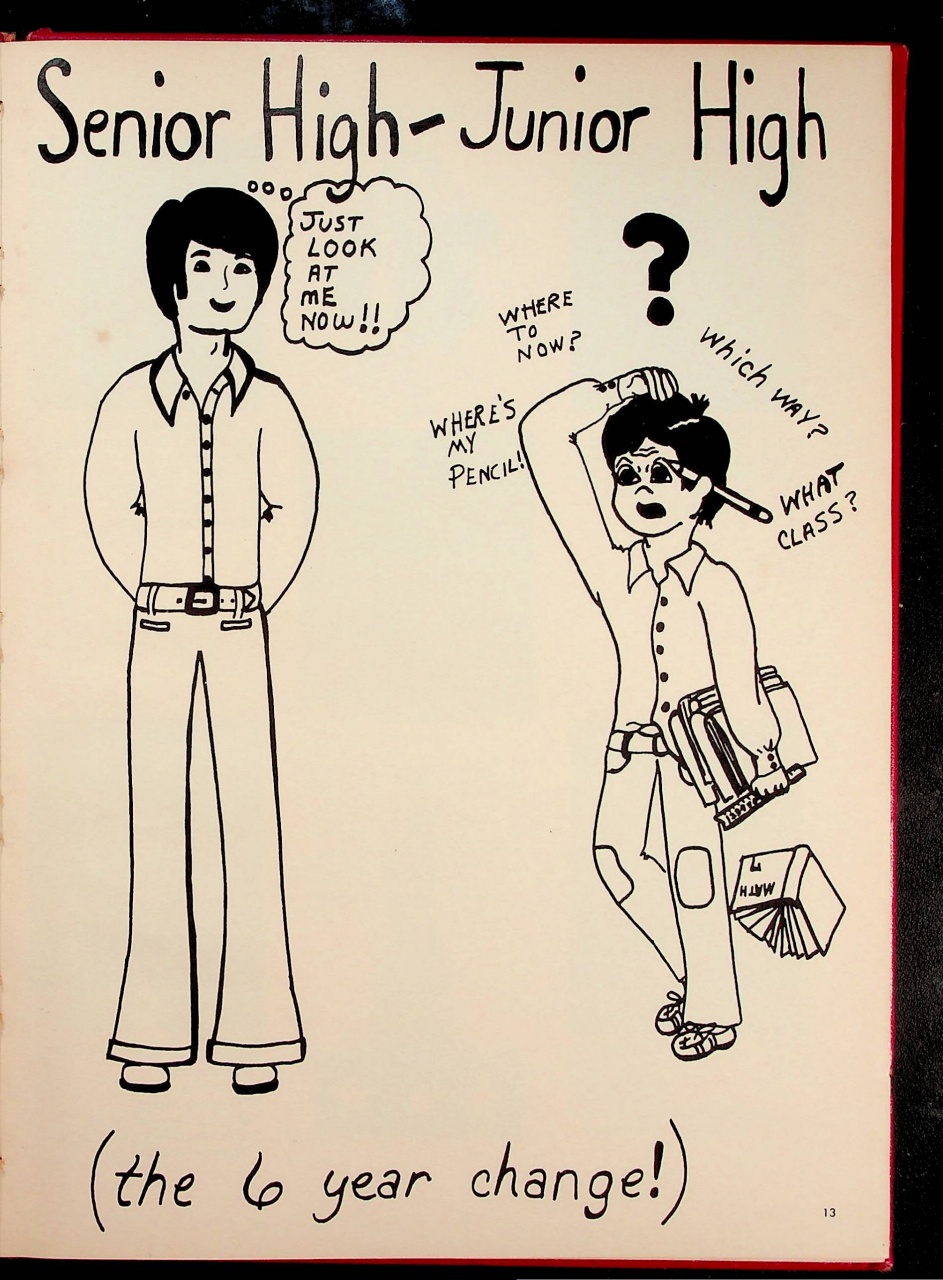 Senior High - Junior High
JUST
LOOK
AT
ME
NOW!!
?
WHERE
TO
NOW?
Which WAY?
WHERE'S
MY
PENCIL!
WHAT
CLASS?
MATH
7
(the 6 year change!)
13